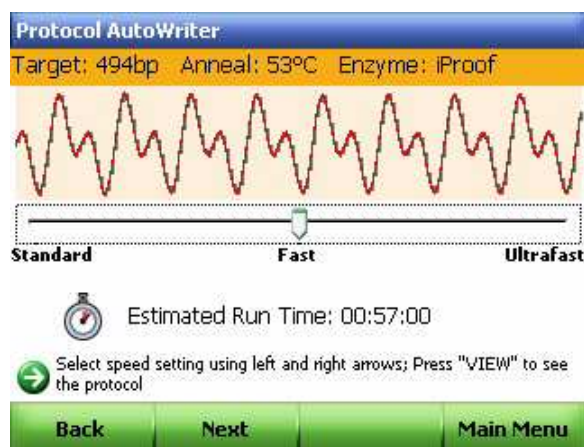 Protocol AutoWriter
Target: 494bp Anneal: 53ºC Enzyme: iProof
Standard Fast Ultrafast
Estimated Run Time: 00:57:00
Select speed setting using left and right arrows; Press "VIEW" to see
the protocol
Back Next Main Menu